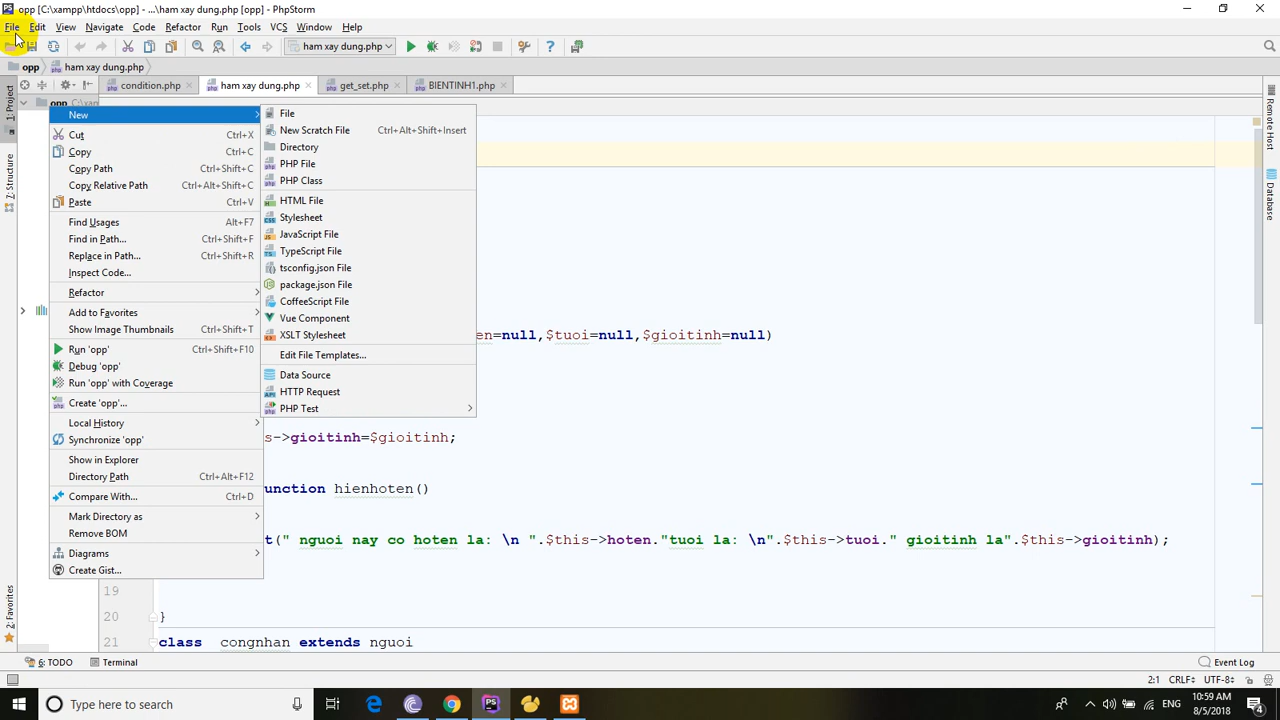 opp [C:\xampp\htdocs\opp] - ...\ham xay dung.php [opp] - PhpStorm
File Edit View Navigate Code Refactor Run Tools VCS Window Help
ham xay dung.php
opp ham xay dung.php
condition.php ham xay dung.php get_set.php BIENTINH1.php
1: Project
Z: Structure
2: Favorites
Remote Host
Database
opp
New
Cut Ctrl+X
Copy Ctrl+C
Copy Path Ctrl+Shift+C
Copy Relative Path Ctrl+Alt+Shift+C
Paste Ctrl+V
Find Usages Alt+F7
Find in Path... Ctrl+Shift+F
Replace in Path... Ctrl+Shift+R
Inspect Code...
Refactor
Add to Favorites
Show Image Thumbnails Ctrl+Shift+T
Run 'opp' Ctrl+Shift+F10
Debug 'opp'
Run 'opp' with Coverage
Create 'opp'...
Local History
Synchronize 'opp'
Show in Explorer
Directory Path Ctrl+Alt+F12
Compare With... Ctrl+D
Mark Directory as
Remove BOM
Diagrams
Create Gist...
File
New Scratch File Ctrl+Alt+Shift+Insert
Directory
PHP File
PHP Class
HTML File
Stylesheet
JavaScript File
TypeScript File
tsconfig.json File
package.json File
CoffeeScript File
Vue Component
XSLT Stylesheet
Edit File Templates...
Data Source
HTTP Request
PHP Test
en=null,$tuoi=null,$gioitinh=null)
s->gioitinh=$gioitinh;
unction hienhoten()
t(" nguoi nay co hoten la: \n ".$this->hoten."tuoi la: \n".$this->tuoi." gioitinh la".$this->gioitinh);
19
20 }
21 class congnhan extends nguoi
6: TODO Terminal Event Log
2:1 CRLF UTF-8
Type here to search
ENG
10:59 AM
8/5/2018
4